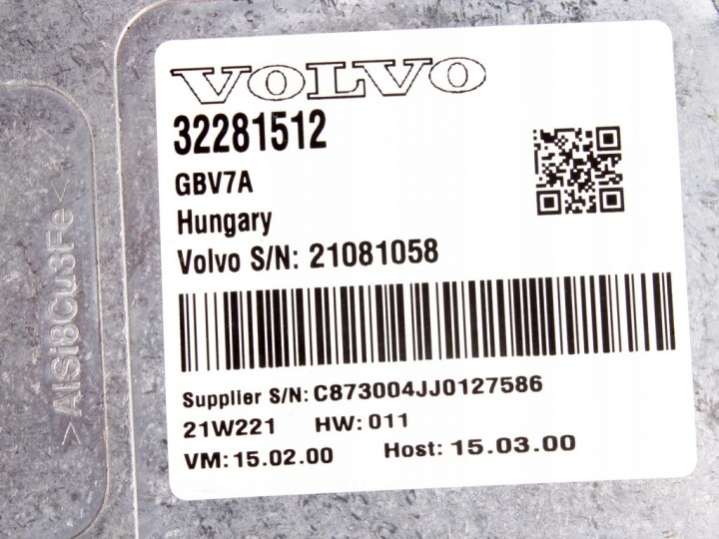 VOLVO
32281512
GBV7A
Hungary
Volvo S/N: 21081058
Supplier S/N: C873004JJ0127586
21W221 HW: 011
VM: 15.02.00 Host: 15.03.00
>AlSi8Cu3Fe<